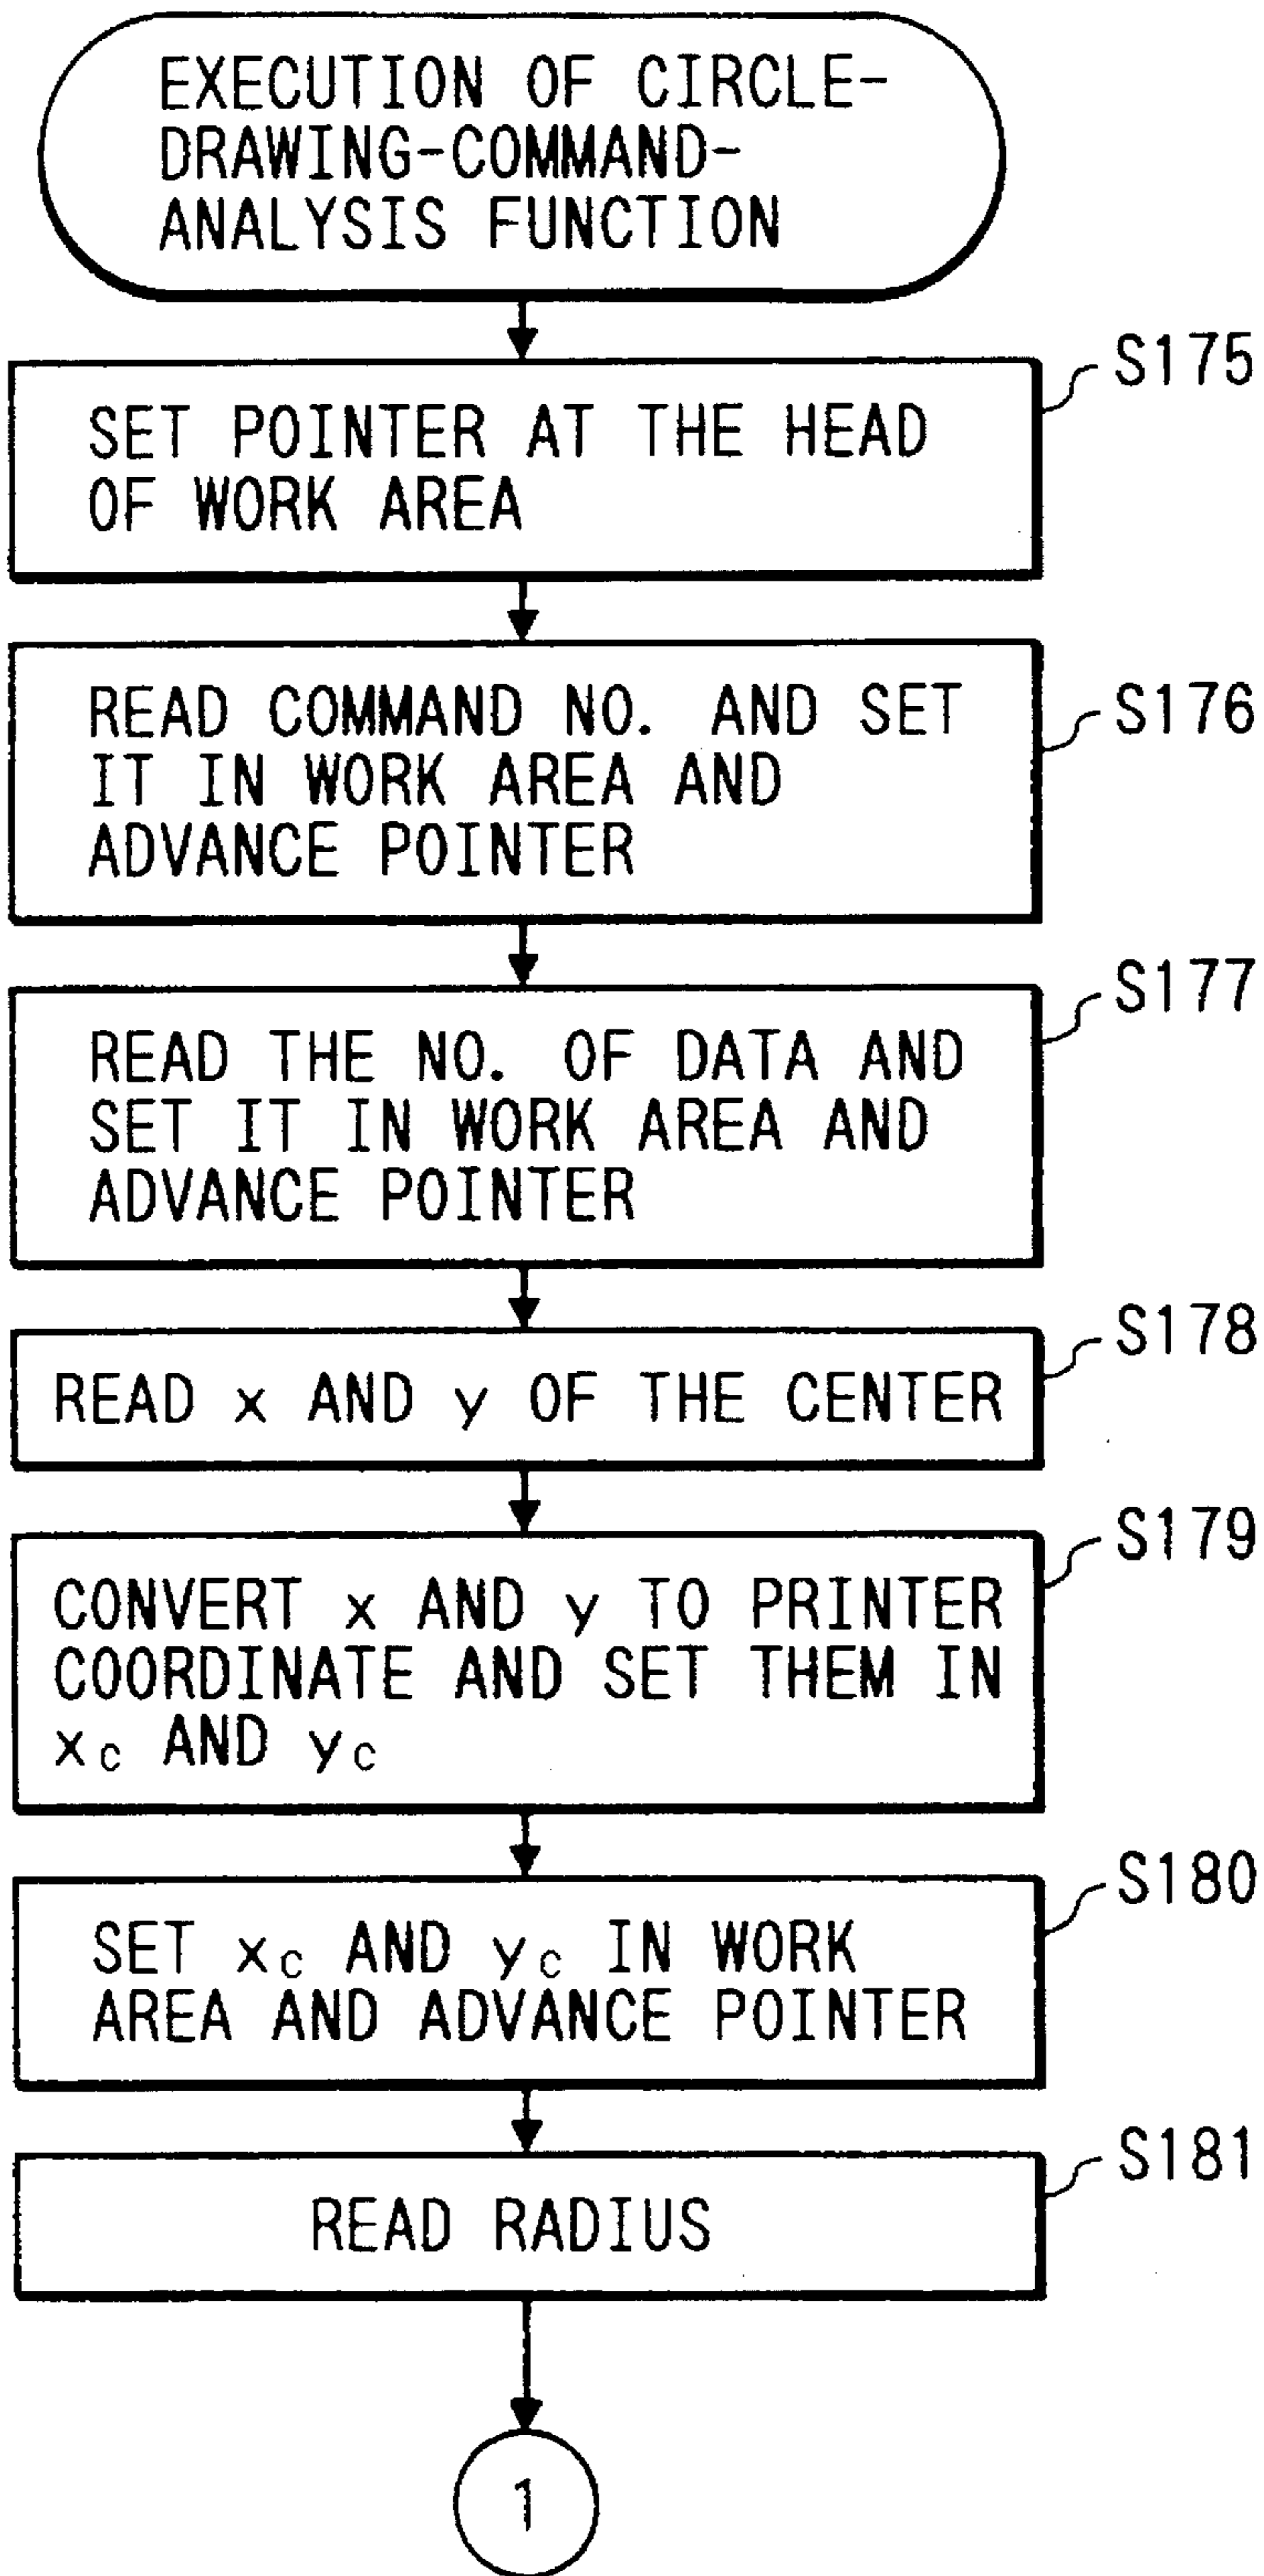 EXECUTION OF CIRCLE-
DRAWING-COMMAND-
ANALYSIS FUNCTION
S175
SET POINTER AT THE HEAD
OF WORK AREA
S176
READ COMMAND NO. AND SET
IT IN WORK AREA AND
ADVANCE POINTER
S177
READ THE NO. OF DATA AND
SET IT IN WORK AREA AND
ADVANCE POINTER
S178
READ x AND y OF THE CENTER
S179
CONVERT x AND y TO PRINTER
COORDINATE AND SET THEM IN
xc AND yc
S180
SET xc AND yc IN WORK
AREA AND ADVANCE POINTER
S181
READ RADIUS
1